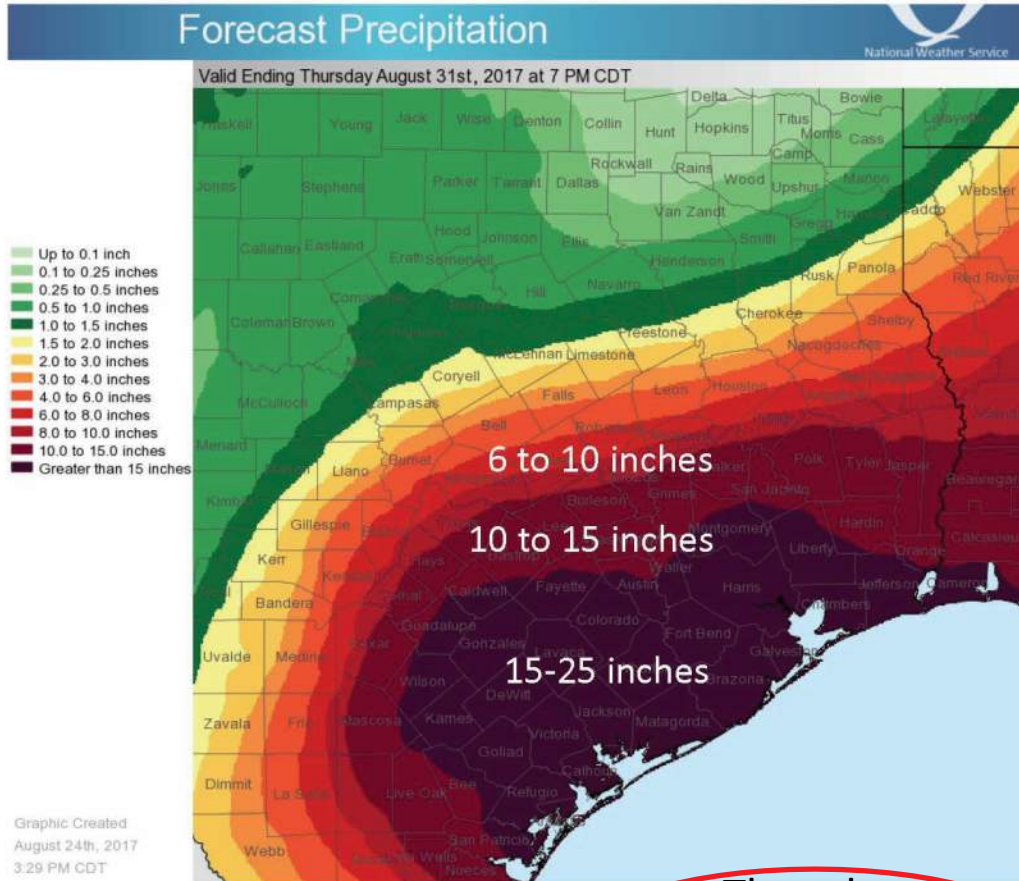 Forecast Precipitation
National Weather Service
Valid Ending Thursday August 31st, 2017 at 7 PM CDT
Up to 0.1 inch
0.1 to 0.25 inches
0.25 to 0.5 inches
0.5 to 1.0 inches
1.0 to 1.5 inches
1.5 to 2.0 inches
2.0 to 3.0 inches
3.0 to 4.0 inches
4.0 to 6.0 inches
6.0 to 8.0 inches
8.0 to 10.0 inches
10.0 to 15.0 inches
Greater than 15 inches
Delta Bowie
Haskell Young Jack Wise Denton Collin Hunt Hopkins Titus Morris Cass Lafayette
Camp
Rockwall Rains
Jones Stephens Parker Tarrant Dallas Wood Upshur Marion Webster
Van Zandt Gregg Harrison Caddo
Callahan Eastland Hood Johnson Ellis Smith
Erath Somervell Henderson Rusk Panola Red River
Hill Navarro
Coleman Brown Cherokee Shelby
Freestone
McLennan Limestone Nacogdoches
Coryell
McCulloch Lampasas Falls Leon Houston
Bell
Menard
Llano Burnet
6 to 10 inches
Walker Polk Tyler Jasper
Beauregard
Kimble Burleson Grimes San Jacinto
Gillespie
10 to 15 inches
Montgomery Hardin
Calcasieu
Kerr Hays Bastrop Liberty Orange
Waller
Bandera Caldwell Fayette Austin Harris Jefferson Cameron
Chambers
Guadalupe Colorado
Fort Bend
Uvalde Medina Bexar Gonzales Lavaca Galveston
15-25 inches
Wilson Brazoria
DeWitt
Zavala Frio Atascosa Karnes Jackson Matagorda
Victoria
Goliad
Calhoun
Dimmit La Salle Live Oak Bee Refugio
San Patricio
Webb
Nueces
Graphic Created
August 24th, 2017
3:29 PM CDT